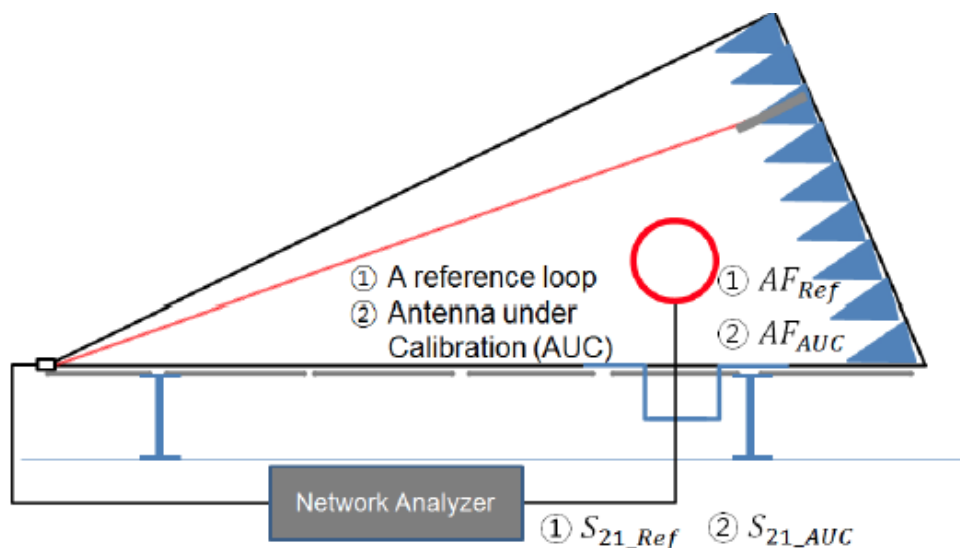 ① A reference loop
② Antenna under
Calibration (AUC)
① AF_Ref
② AF_AUC
Network Analyzer
① S_21_Ref ② S_21_AUC